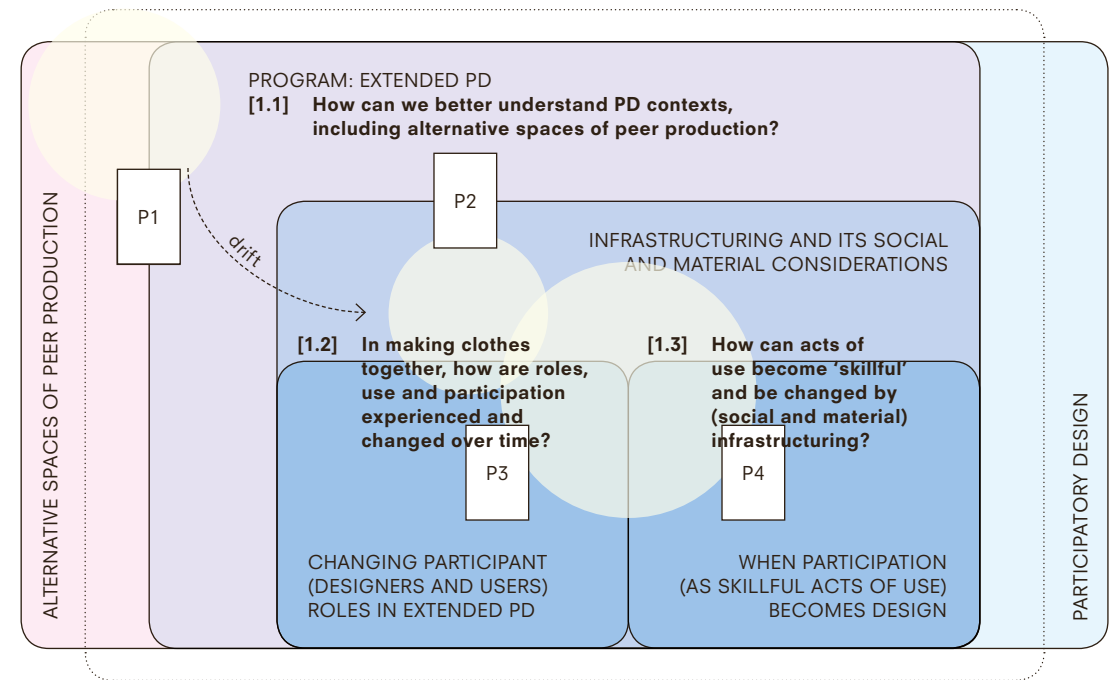 PROGRAM: EXTENDED PD
[1.1] How can we better understand PD contexts,
including alternative spaces of peer production?
P1
P2
drift
INFRASTRUCTURING AND ITS SOCIAL
AND MATERIAL CONSIDERATIONS
[1.2] In making clothes
together, how are roles,
use and participation
experienced and
changed over time?
[1.3] How can acts of
use become ‘skillful’
and be changed by
(social and material)
infrastructuring?
P3
P4
CHANGING PARTICIPANT
(DESIGNERS AND USERS)
ROLES IN EXTENDED PD
WHEN PARTICIPATION
(AS SKILLFUL ACTS OF USE)
BECOMES DESIGN
ALTERNATIVE SPACES OF PEER PRODUCTION
PARTICIPATORY DESIGN